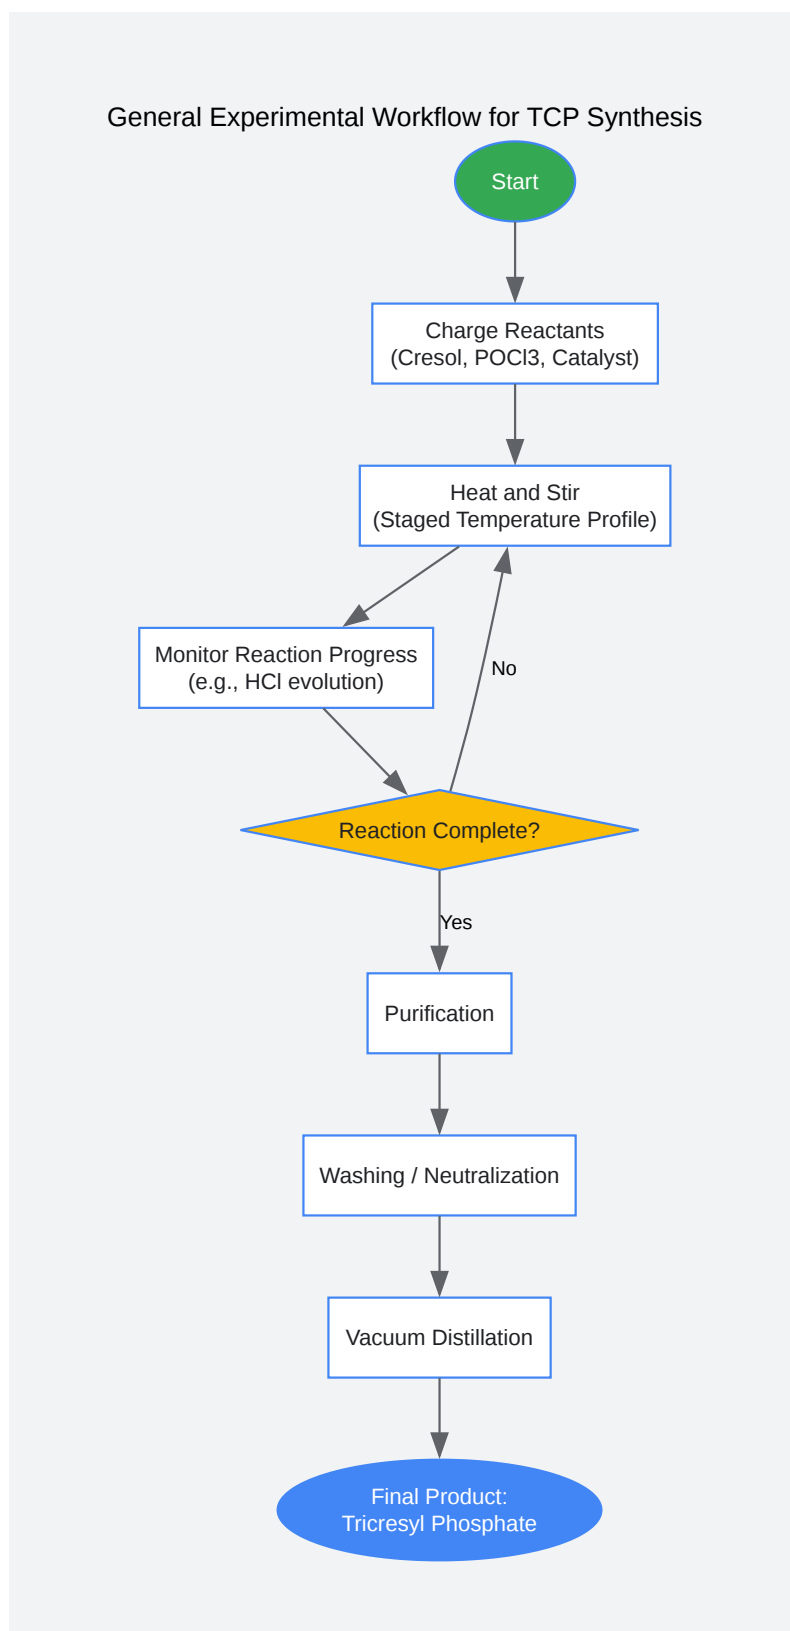 General Experimental Workflow for TCP Synthesis
Start
Charge Reactants
(Cresol, POCl3, Catalyst)
Heat and Stir
(Staged Temperature Profile)
Monitor Reaction Progress
(e.g., HCl evolution)
No
Reaction Complete?
Yes
Purification
Washing / Neutralization
Vacuum Distillation
Final Product:
Tricresyl Phosphate